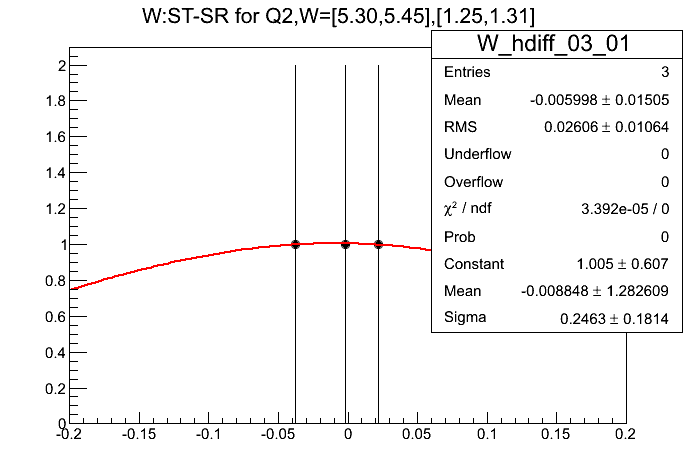 W:ST-SR for Q2,W=[5.30,5.45],[1.25,1.31]
W_hdiff_03_01
Entries 3
Mean -0.005998 ± 0.01505
RMS 0.02606 ± 0.01064
Underflow 0
Overflow 0
χ² / ndf 3.392e-05 / 0
Prob 0
Constant 1.005 ± 0.607
Mean -0.008848 ± 1.282609
Sigma 0.2463 ± 0.1814
2
1.8
1.6
1.4
1.2
1
0.8
0.6
0.4
0.2
0
-0.2 -0.15 -0.1 -0.05 0 0.05 0.1 0.15 0.2